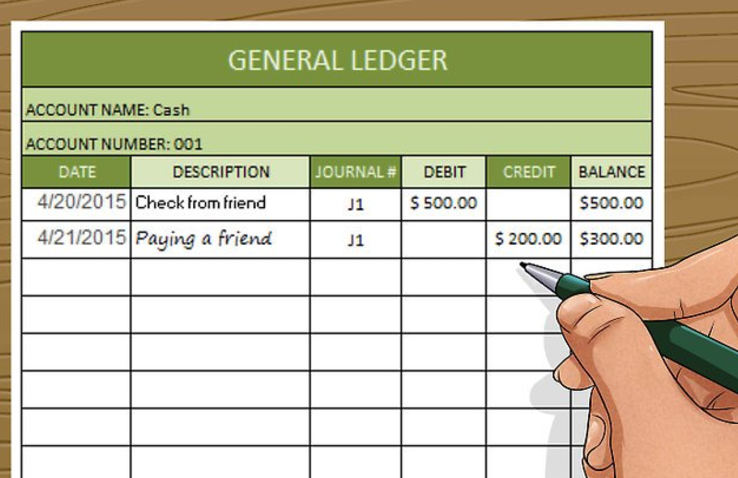 GENERAL LEDGER
ACCOUNT NAME: Cash
ACCOUNT NUMBER: 001
DATE DESCRIPTION JOURNAL # DEBIT CREDIT BALANCE
4/20/2015 Check from friend J1 $ 500.00 $500.00
4/21/2015 Paying a friend J1 $ 200.00 $300.00